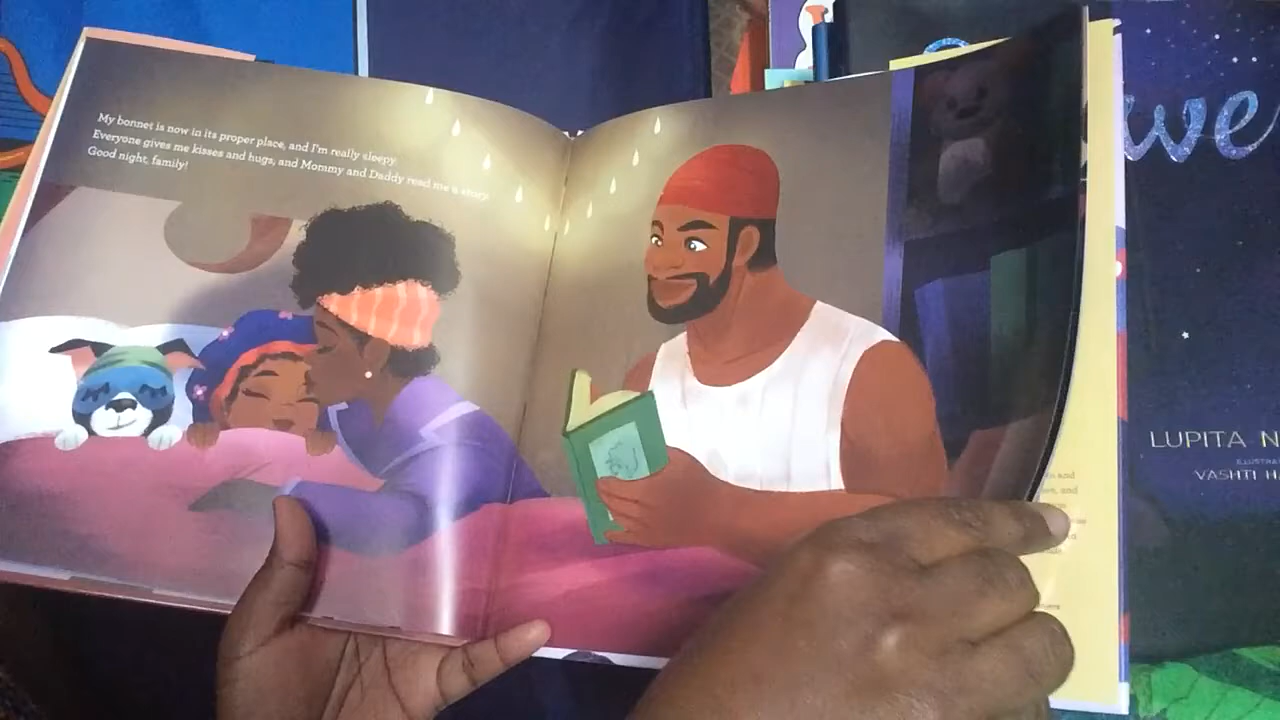 My bonnet is now in its proper place, and I'm really sleepy.
Everyone gives me kisses and hugs, and Mommy and Daddy read me a story.
Good night, family!
we
LUPITA N
ILLUSTRA
VASHTI H